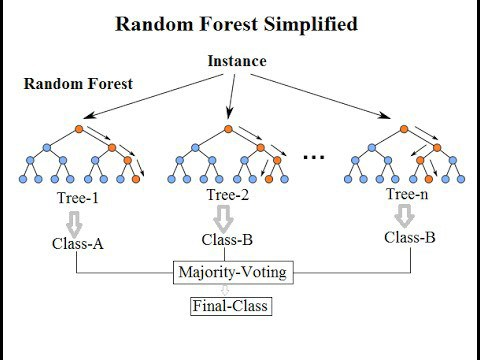 Random Forest Simplified
Instance
Random Forest
...
Tree-1
Tree-2
Tree-n
Class-A
Class-B
Class-B
Majority-Voting
Final-Class